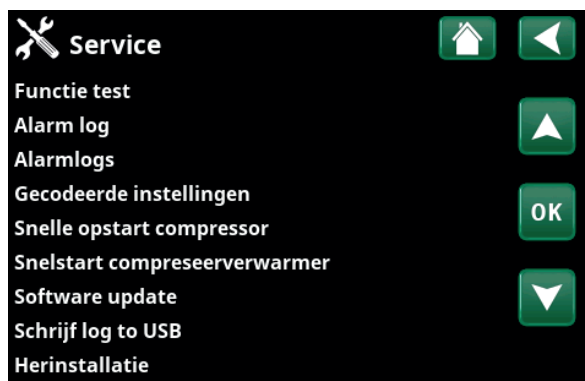 Service
Functie test
Alarm log
Alarmlogs
Gecodeerde instellingen
OK
Snelle opstart compressor
Snelstart compreseerverwarmer
Software update
Schrijf log to USB
Herinstallatie